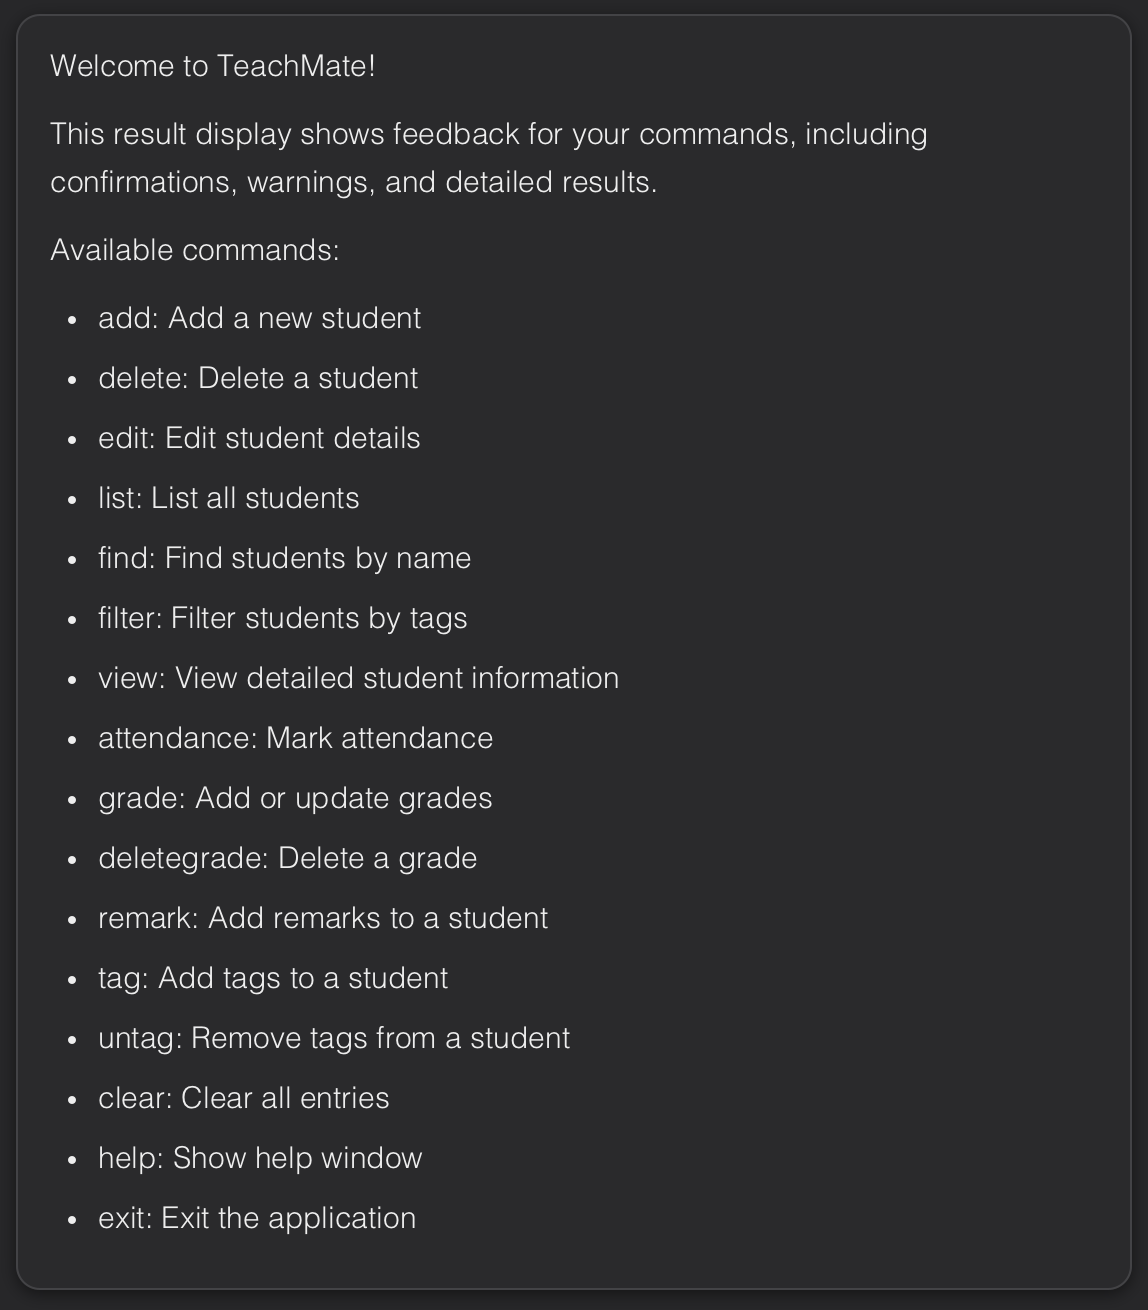 Welcome to TeachMate!
This result display shows feedback for your commands, including
confirmations, warnings, and detailed results.
Available commands:
• add: Add a new student
• delete: Delete a student
• edit: Edit student details
• list: List all students
• find: Find students by name
• filter: Filter students by tags
• view: View detailed student information
• attendance: Mark attendance
• grade: Add or update grades
• deletegrade: Delete a grade
• remark: Add remarks to a student
• tag: Add tags to a student
• untag: Remove tags from a student
• clear: Clear all entries
• help: Show help window
• exit: Exit the application